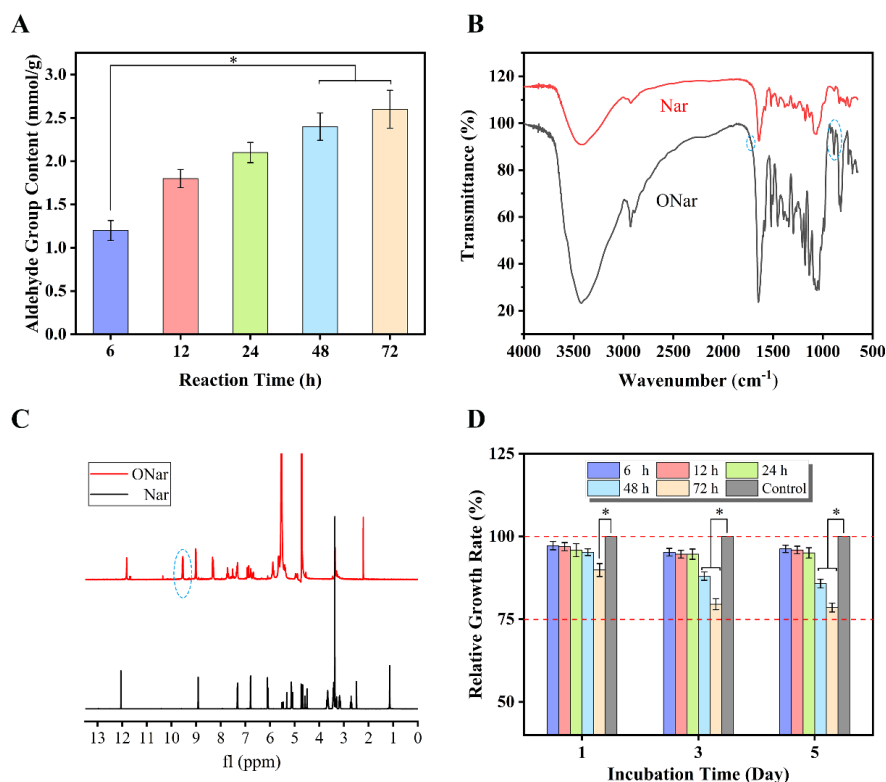 A
Aldehyde Group Content (mmol/g)
3.0
2.5
2.0
1.5
1.0
0.5
0.0
*
6 12 24 48 72
Reaction Time (h)
B
Transmittance (%)
120
100
80
60
40
20
Nar
ONar
4000 3500 3000 2500 2000 1500 1000 500
Wavenumber (cm⁻¹)
C
ONar
Nar
13 12 11 10 9 8 7 6 5 4 3 2 1 0
fl (ppm)
D
Relative Growth Rate (%)
125
100
75
50
6 h 12 h 24 h
48 h 72 h Control
* * *
1 3 5
Incubation Time (Day)